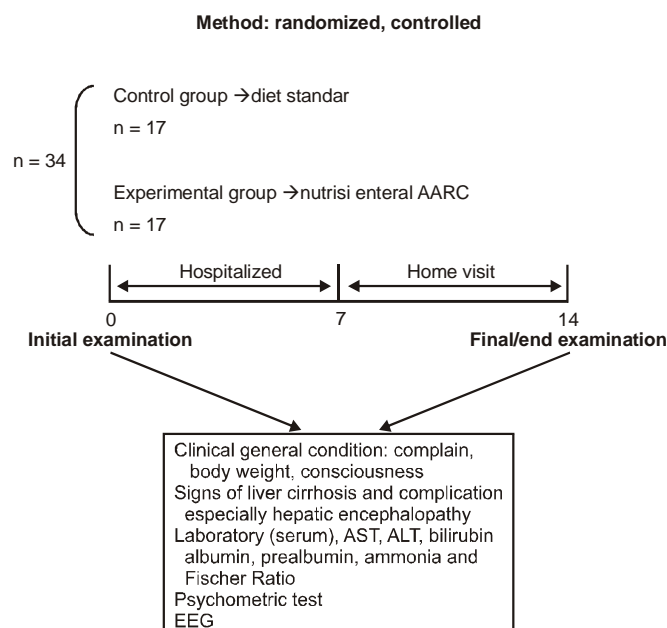 Method: randomized, controlled
Control group →diet standar
n = 17
n = 34
Experimental group →nutrisi enteral AARC
n = 17
Hospitalized
Home visit
0
7
14
Initial examination
Final/end examination
Clinical general condition: complain,
body weight, consciousness
Signs of liver cirrhosis and complication
especially hepatic encephalopathy
Laboratory (serum), AST, ALT, bilirubin
albumin, prealbumin, ammonia and
Fischer Ratio
Psychometric test
EEG